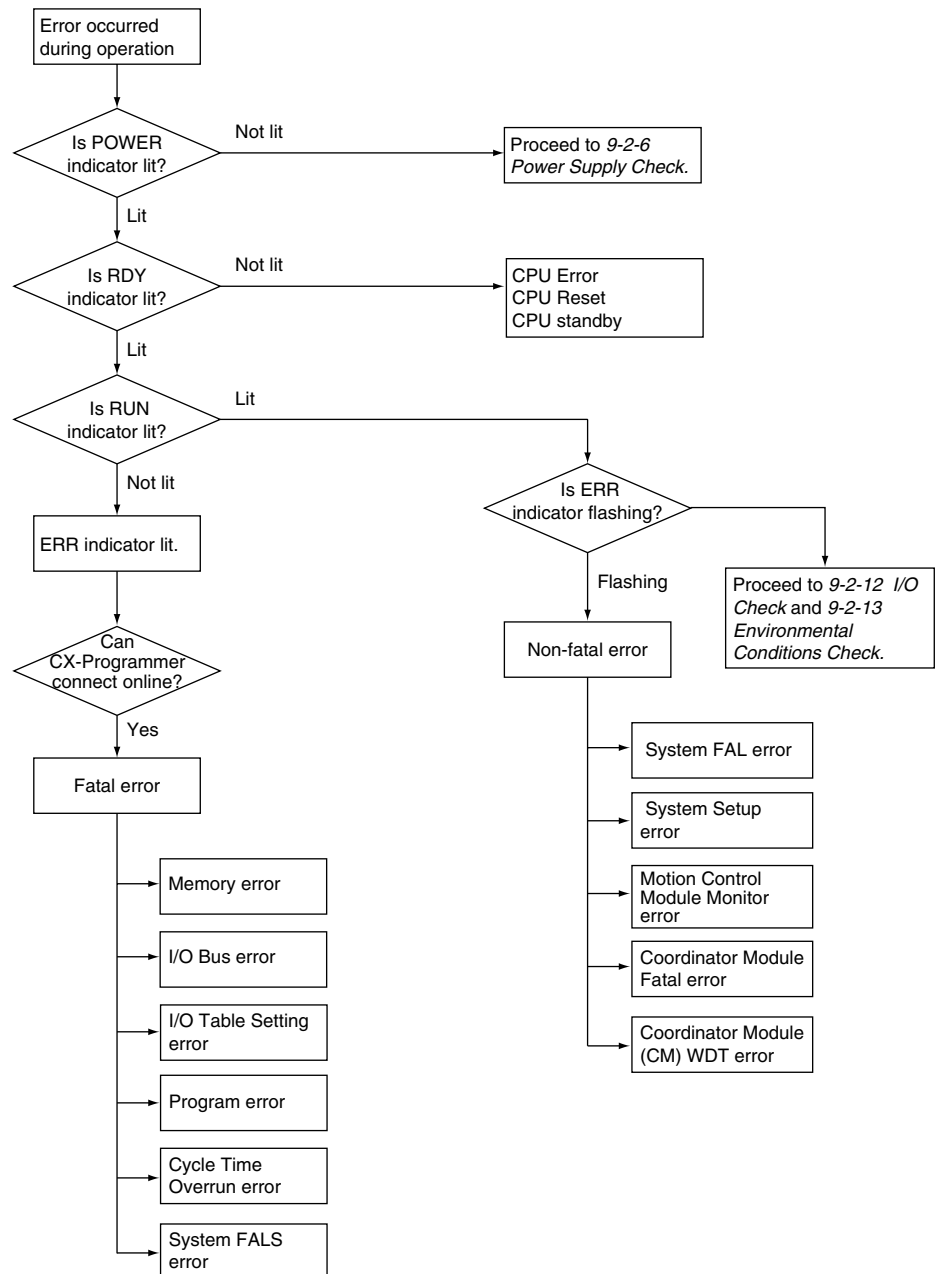 Error occurred
during operation
Is POWER
indicator lit?
Not lit
Proceed to 9-2-6
Power Supply Check.
Lit
Is RDY
indicator lit?
Not lit
CPU Error
CPU Reset
CPU standby
Lit
Is RUN
indicator lit?
Lit
Not lit
Is ERR
indicator flashing?
ERR indicator lit.
Flashing
Proceed to 9-2-12 I/O
Check and 9-2-13
Environmental
Conditions Check.
Can
CX-Programmer
connect online?
Non-fatal error
Yes
Fatal error
System FAL error
System Setup
error
Motion Control
Module Monitor
error
Coordinator Module
Fatal error
Coordinator Module
(CM) WDT error
Memory error
I/O Bus error
I/O Table Setting
error
Program error
Cycle Time
Overrun error
System FALS
error